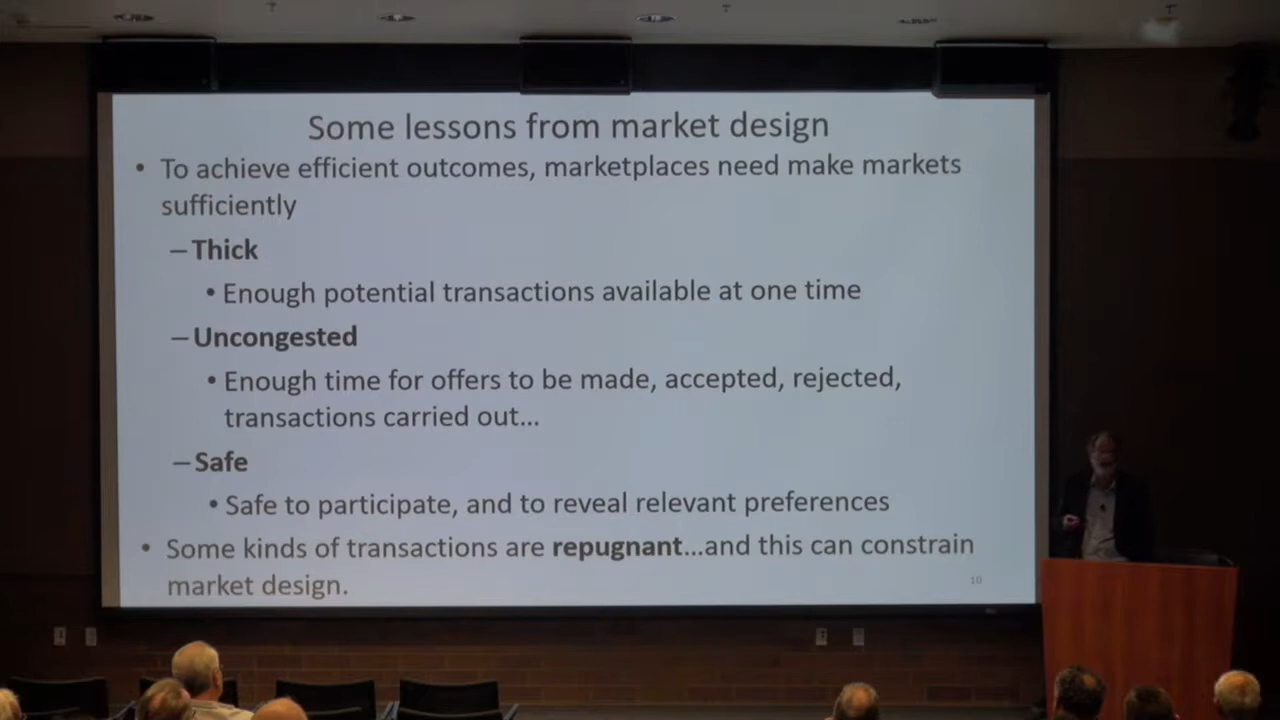 Some lessons from market design
• To achieve efficient outcomes, marketplaces need make markets
sufficiently
– Thick
• Enough potential transactions available at one time
– Uncongested
• Enough time for offers to be made, accepted, rejected,
transactions carried out...
– Safe
• Safe to participate, and to reveal relevant preferences
• Some kinds of transactions are repugnant...and this can constrain
market design.
10